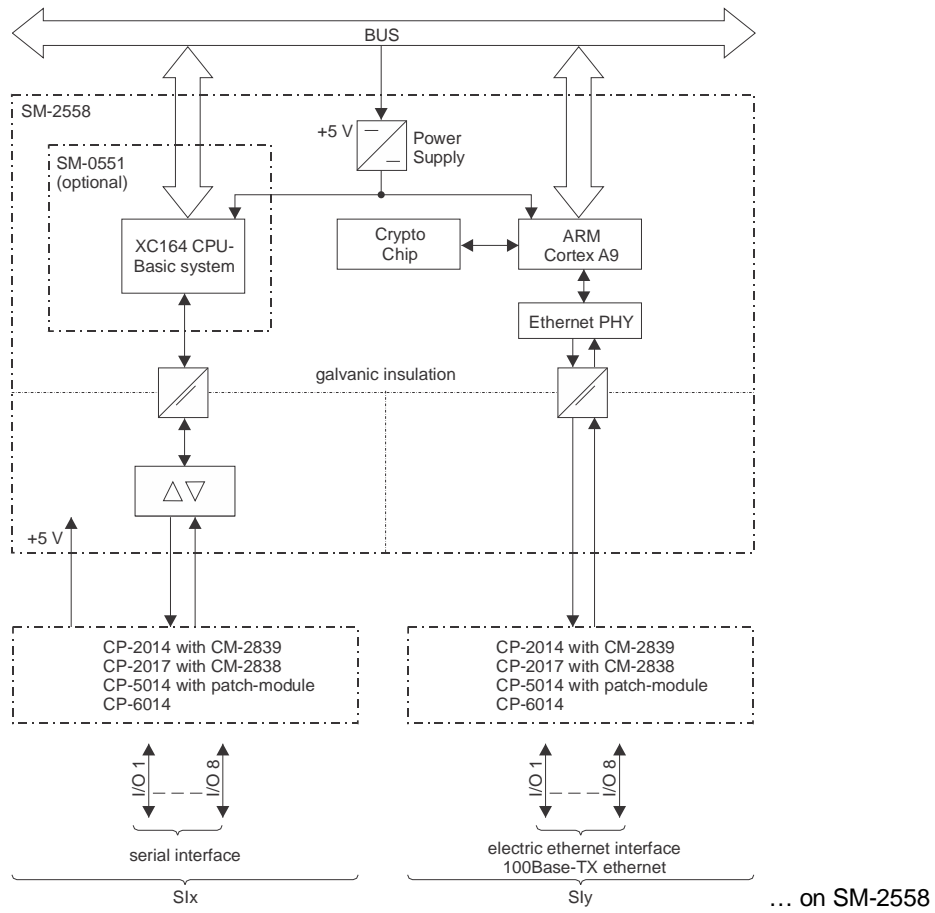 BUS
SM-2558
+5 V
Power
Supply
SM-0551
(optional)
XC164 CPU-
Basic system
Crypto
Chip
ARM
Cortex A9
Ethernet PHY
galvanic insulation
+5 V
CP-2014 with CM-2839
CP-2017 with CM-2838
CP-5014 with patch-module
CP-6014
CP-2014 with CM-2839
CP-2017 with CM-2838
CP-5014 with patch-module
CP-6014
I/O 1
I/O 8
I/O 1
I/O 8
serial interface
electric ethernet interface
100Base-TX ethernet
SIx
SIy
... on SM-2558